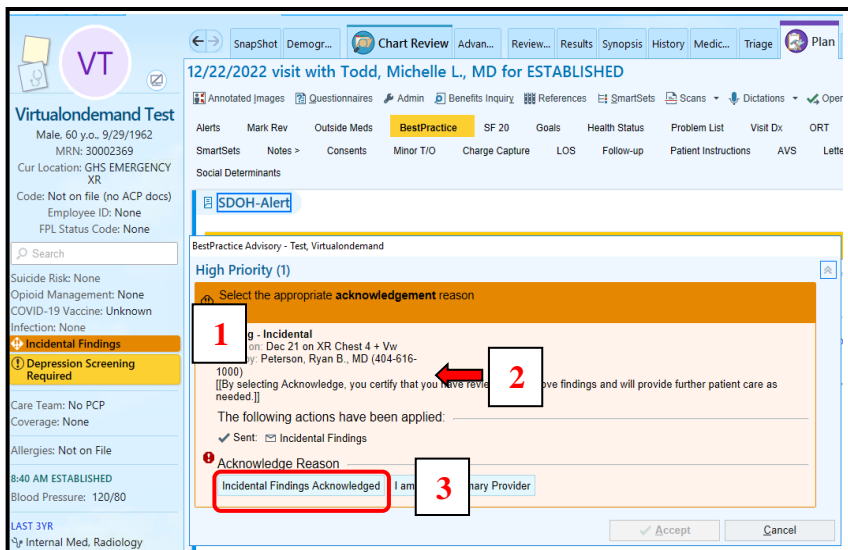 VT
Virtualondemand Test
Male, 60 y.o., 9/29/1962
MRN: 30002369
Cur Location: GHS EMERGENCY
XR
Code: Not on file (no ACP docs)
Employee ID: None
FPL Status Code: None
Search
Suicide Risk: None
Opioid Management: None
COVID-19 Vaccine: Unknown
Infection: None
Incidental Findings
Depression Screening
Required
Care Team: No PCP
Coverage: None
Allergies: Not on File
8:40 AM ESTABLISHED
Blood Pressure: 120/80
LAST 3YR
Internal Med, Radiology
SnapShot Demogr... Chart Review Advan... Review... Results Synopsis History Medic... Triage Plan
12/22/2022 visit with Todd, Michelle L., MD for ESTABLISHED
Annotated Images Questionnaires Admin Benefits Inquiry References SmartSets Scans Dictations Open
Alerts Mark Rev Outside Meds BestPractice SF 20 Goals Health Status Problem List Visit Dx ORT
SmartSets Notes > Consents Minor T/O Charge Capture LOS Follow-up Patient Instructions AVS Lette
Social Determinants
SDOH-Alert
BestPractice Advisory - Test, Virtualondemand
High Priority (1)
Select the appropriate acknowledgement reason
1
g - Incidental
on: Dec 21 on XR Chest 4 + Vw
by: Peterson, Ryan B., MD (404-616-
1000)
2
[[By selecting Acknowledge, you certify that you have ove findings and will provide further patient care as
needed.]]
The following actions have been applied:
Sent: Incidental Findings
Acknowledge Reason
Incidental Findings Acknowledged I am 3 Provider
Accept Cancel